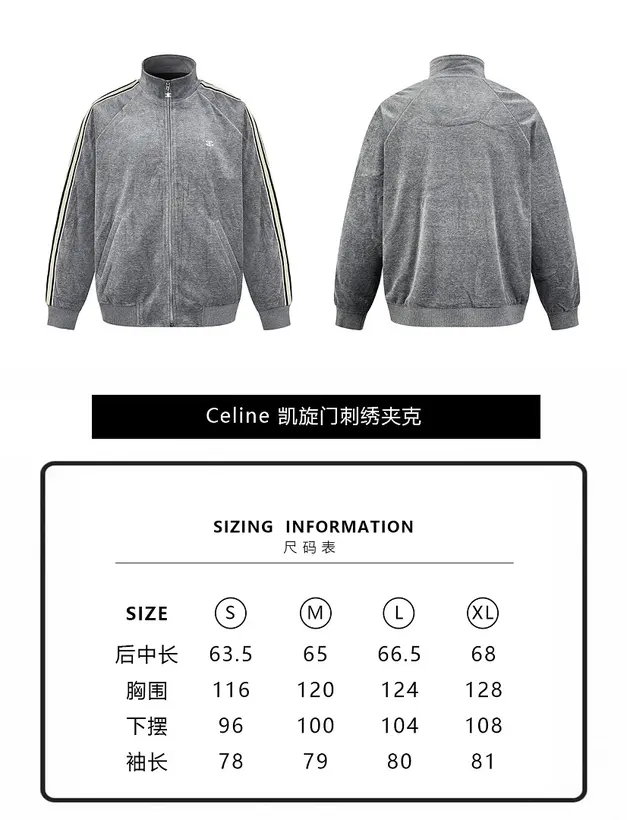 Celine 凯旋门刺绣夹克
SIZING INFORMATION
尺码表
SIZE S M L XL
后中长 63.5 65 66.5 68
胸围 116 120 124 128
下摆 96 100 104 108
袖长 78 79 80 81